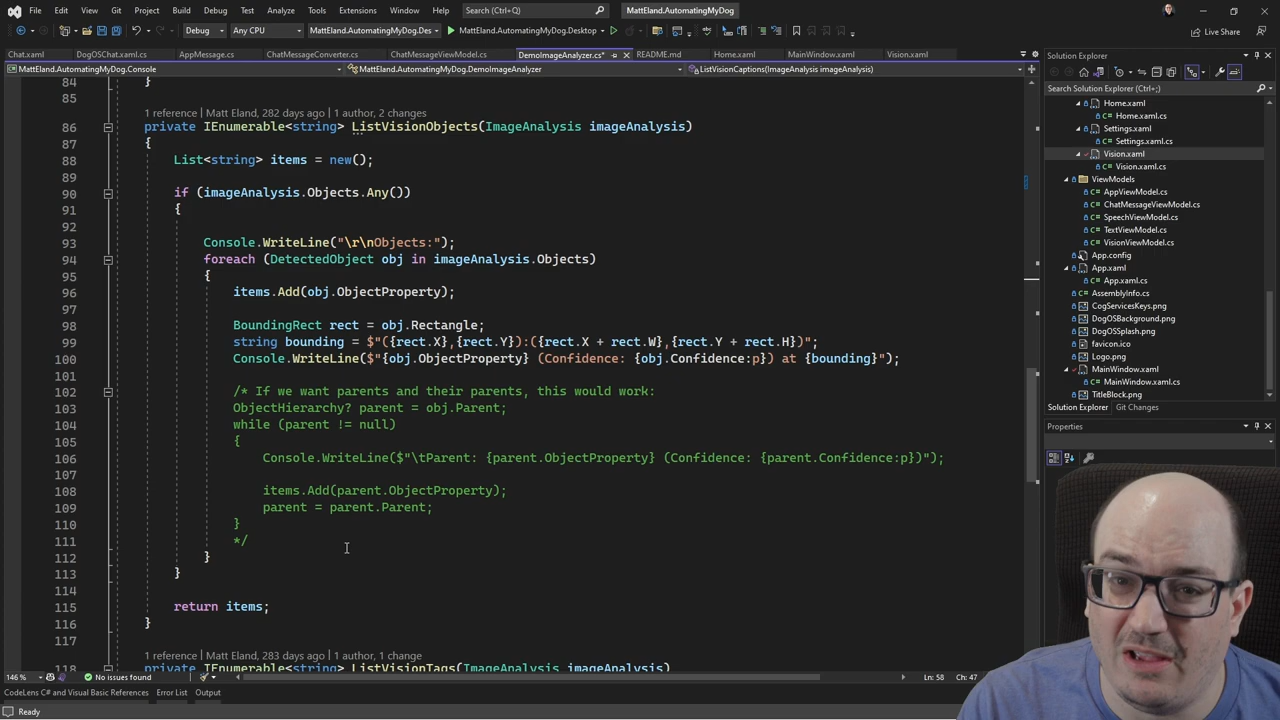 File Edit View Git Project Build Debug Test Analyze Tools Extensions Window Help Search (Ctrl+Q) MattEland.AutomatingMyDog
Debug Any CPU MattEland.AutomatingMyDog.Des MattEland.AutomatingMyDog.Desktop Live Share
Chat.xaml DogOSChat.xaml.cs AppMessage.cs ChatMessageConverter.cs ChatMessageViewModel.cs DemoImageAnalyzer.cs* README.md Home.xaml.cs MainWindow.xaml.cs Vision.xaml.cs
MattEland.AutomatingMyDog.Console MattEland.AutomatingMyDog.DemoImageAnalyzer ListVisionCaptions(ImageAnalysis imageAnalysis)
84 }
85
1 reference | Matt Eland, 282 days ago | 1 author, 2 changes
86 private IEnumerable<string> ListVisionObjects(ImageAnalysis imageAnalysis)
87 {
88 List<string> items = new();
89
90 if (imageAnalysis.Objects.Any())
91 {
92
93 Console.WriteLine("\r\nObjects:");
94 foreach (DetectedObject obj in imageAnalysis.Objects)
95 {
96 items.Add(obj.ObjectProperty);
97
98 BoundingRect rect = obj.Rectangle;
99 string bounding = $"({rect.X},{rect.Y}):({rect.X + rect.W},{rect.Y + rect.H})";
100 Console.WriteLine($"{obj.ObjectProperty} (Confidence: {obj.Confidence:p}) at {bounding}");
101
102 /* If we want parents and their parents, this would work:
103 ObjectHierarchy? parent = obj.Parent;
104 while (parent != null)
105 {
106 Console.WriteLine($"\tParent: {parent.ObjectProperty} (Confidence: {parent.Confidence:p})");
107
108 items.Add(parent.ObjectProperty);
109 parent = parent.Parent;
110 }
111 */
112 }
113 }
114
115 return items;
116 }
117
1 reference | Matt Eland, 283 days ago | 1 author, 1 change
118 private IEnumerable<string> ListVisionTags(ImageAnalysis imageAnalysis)
146 % No issues found Ln: 58 Ch: 47
CodeLens C# and Visual Basic References Error List Output
Ready
Solution Explorer
Search Solution Explorer (Ctrl+;)
Home.xaml
Home.xaml.cs
Settings.xaml
Settings.xaml.cs
Vision.xaml
Vision.xaml.cs
ViewModels
AppViewModel.cs
ChatMessageViewModel.cs
SpeechViewModel.cs
TextViewModel.cs
VisionViewModel.cs
App.config
App.xaml
App.xaml.cs
AssemblyInfo.cs
CogServicesKeys.png
DogOSBackground.png
DogOSSplash.png
favicon.ico
Logo.png
MainWindow.xaml
MainWindow.xaml.cs
TitleBlock.png
Solution Explorer Git Changes
Properties